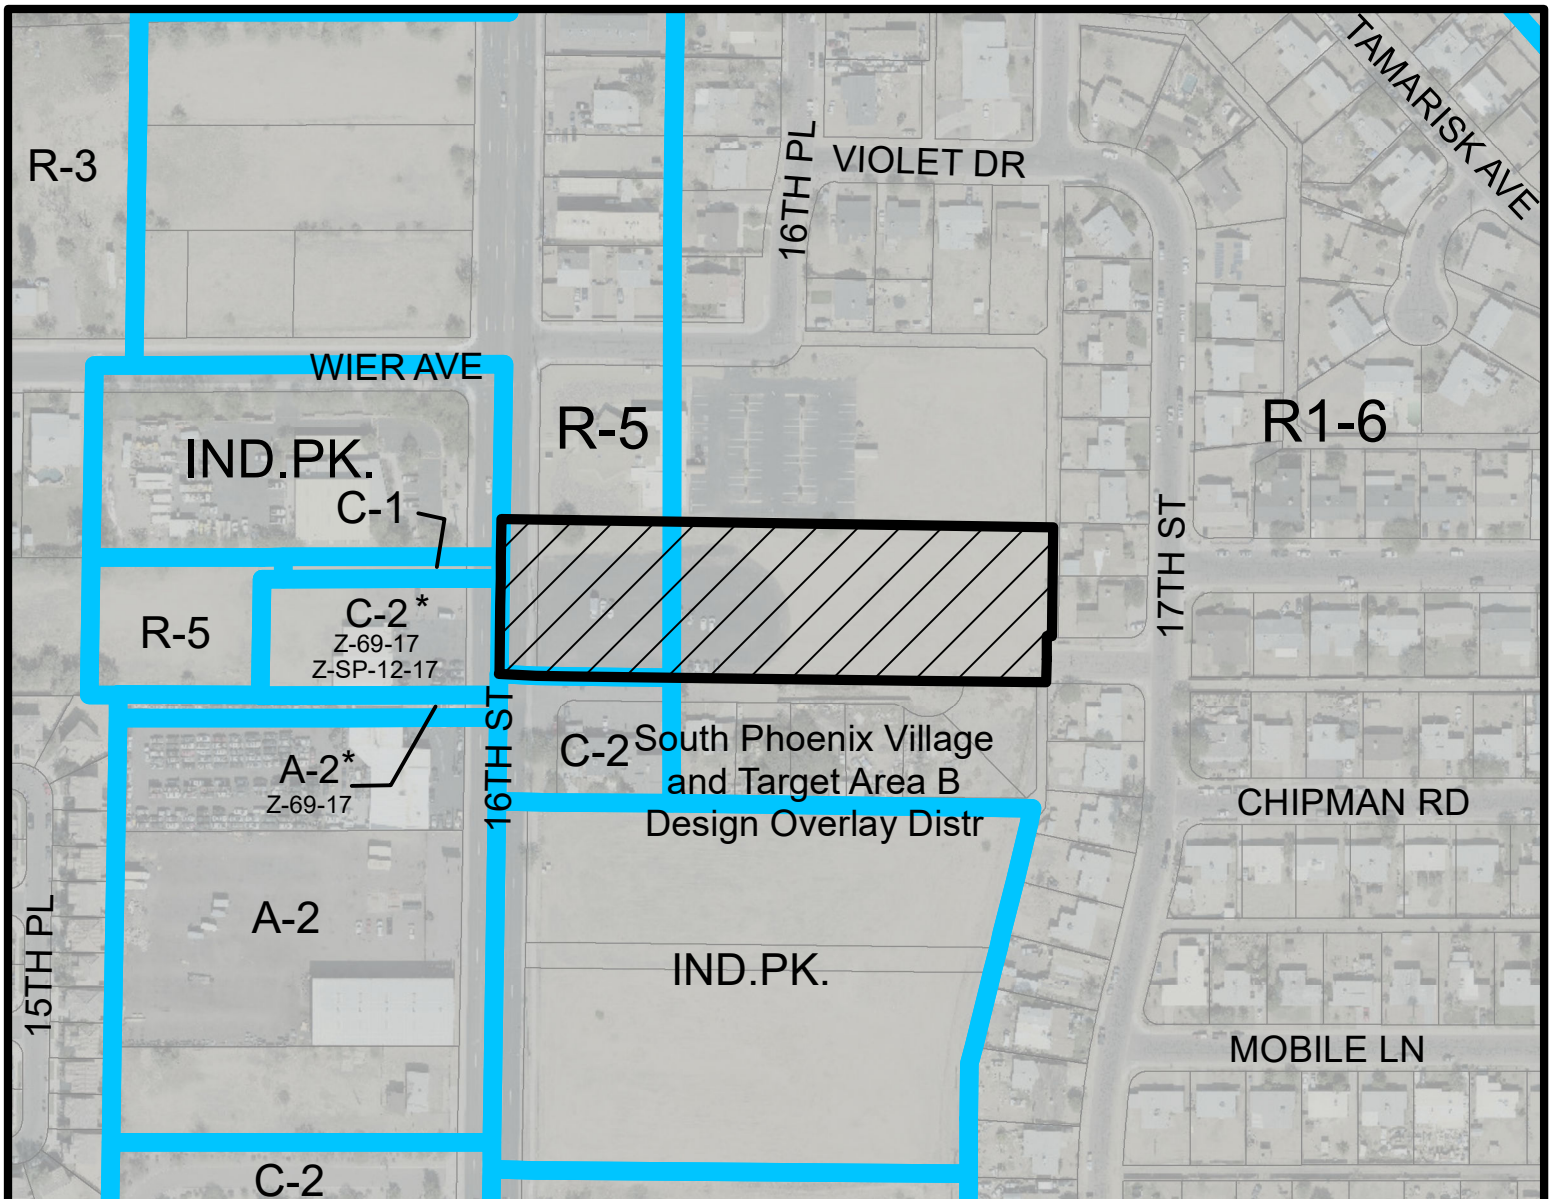 TAMARISK AVE
R-3
16TH PL
VIOLET DR
WIER AVE
R-5
R1-6
IND.PK.
C-1
17TH ST
C-2*
Z-69-17
Z-SP-12-17
R-5
16TH ST
C-2
South Phoenix Village
and Target Area B
Design Overlay Distr
A-2*
Z-69-17
CHIPMAN RD
A-2
15TH PL
IND.PK.
MOBILE LN
C-2